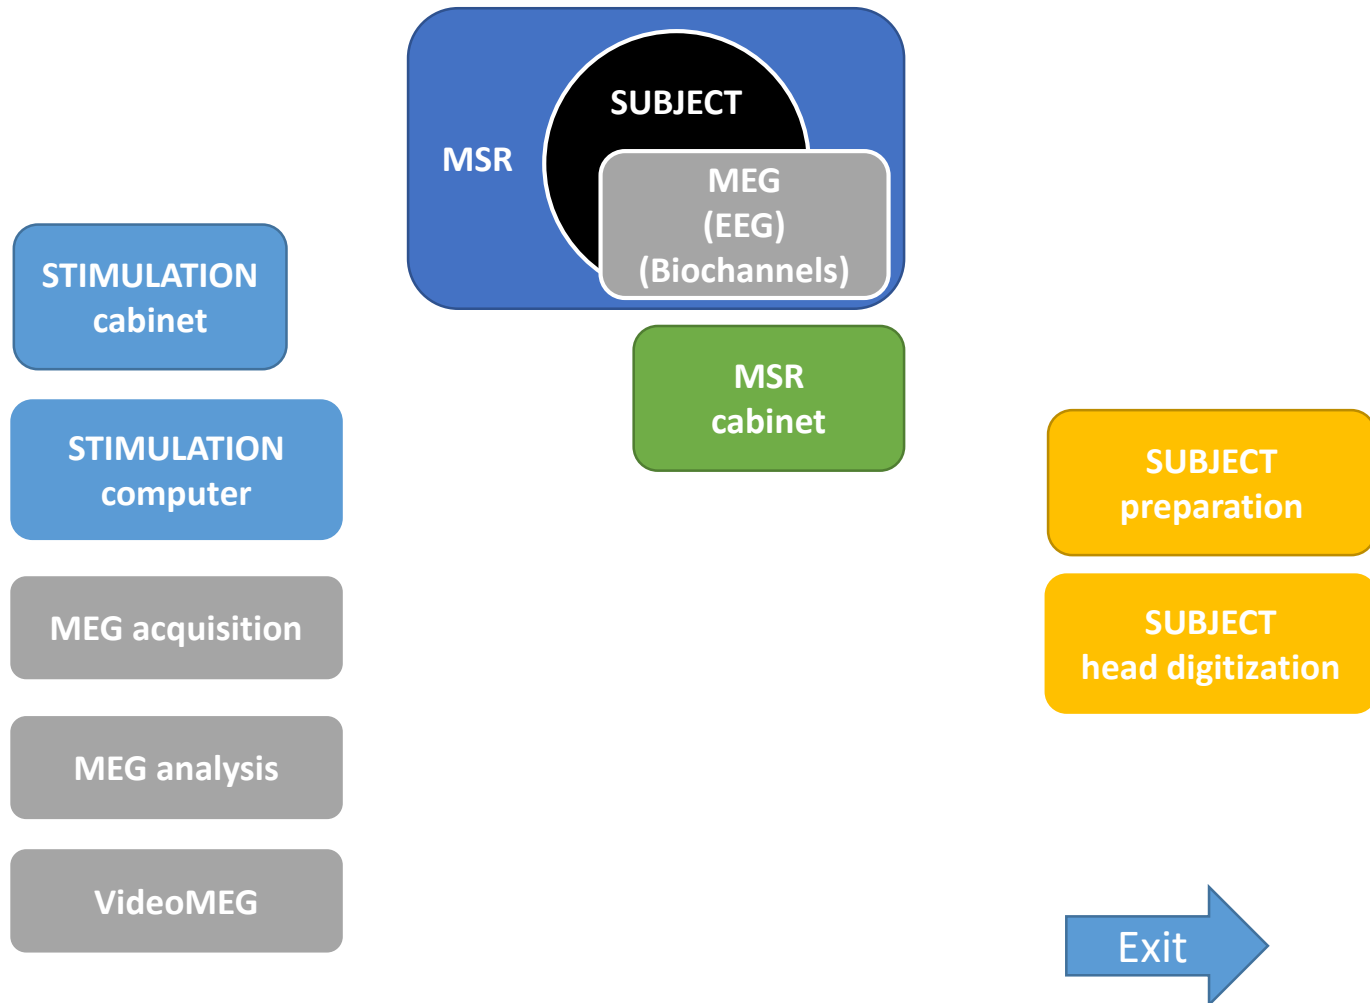 SUBJECT
MSR
MEG
(EEG)
(Biochannels)
STIMULATION
cabinet
MSR
cabinet
STIMULATION
computer
SUBJECT
preparation
MEG acquisition
SUBJECT
head digitization
MEG analysis
VideoMEG
Exit